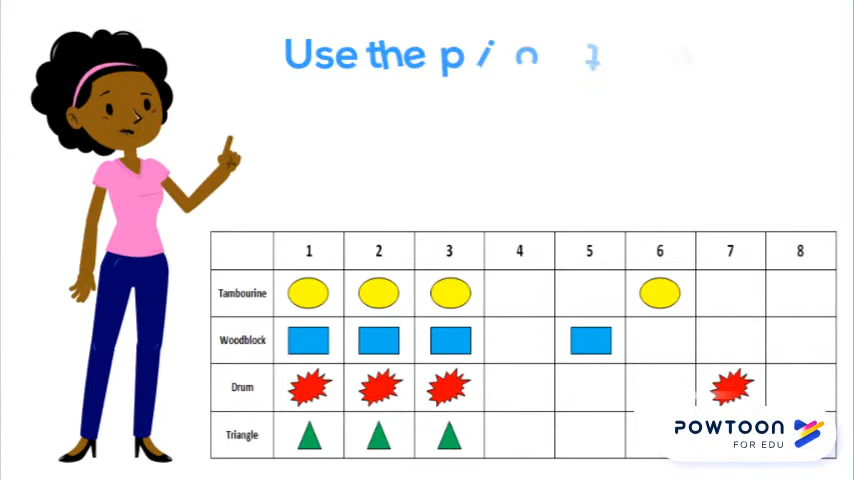 Use the
1 2 3 4 5 6 7 8
Tambourine
Woodblock
Drum
Triangle
POWTOON
FOR EDU